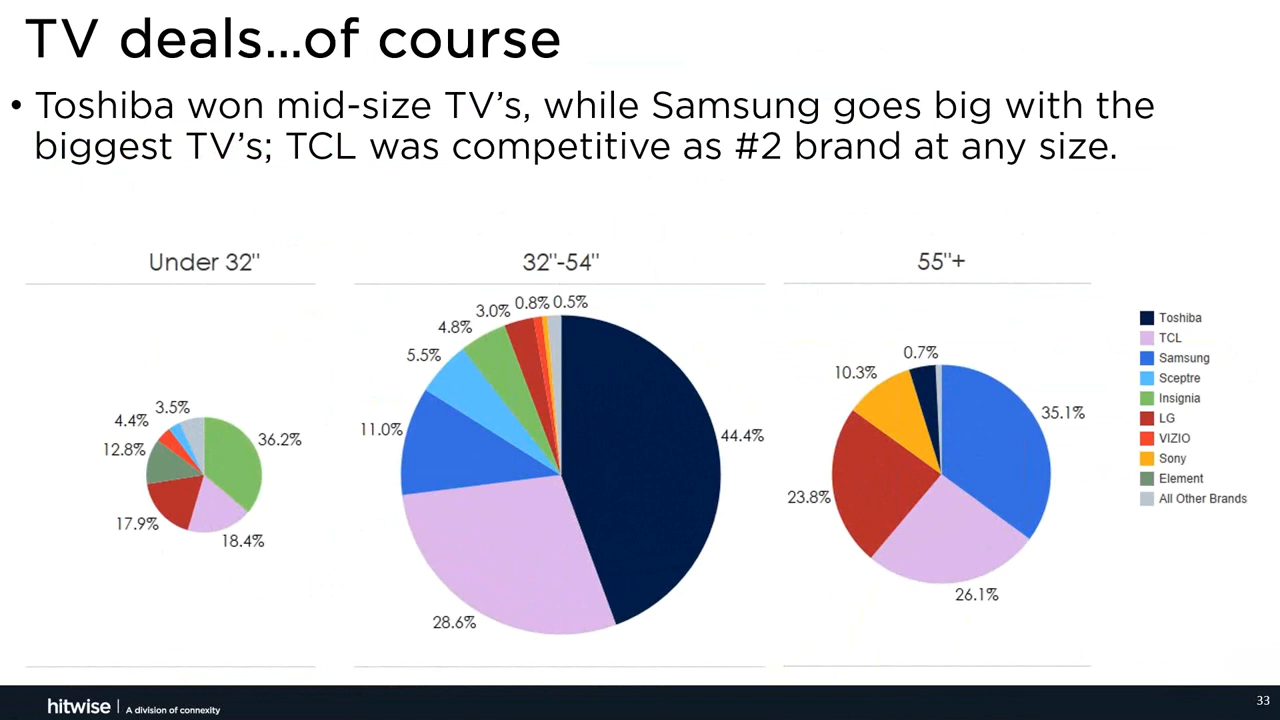 TV deals...of course
• Toshiba won mid-size TV's, while Samsung goes big with the
biggest TV's; TCL was competitive as #2 brand at any size.
Under 32"
3.5%
4.4%
36.2%
12.8%
17.9%
18.4%
32"-54"
3.0% 0.8% 0.5%
4.8%
5.5%
11.0%
44.4%
28.6%
55"+
0.7%
10.3%
35.1%
23.8%
26.1%
Toshiba
TCL
Samsung
Sceptre
Insignia
LG
VIZIO
Sony
Element
All Other Brands
hitwise | A division of connexity
33